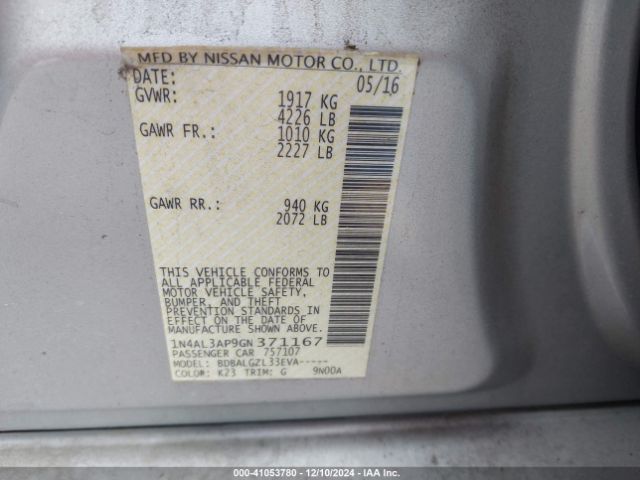 MFD BY NISSAN MOTOR CO., LTD.
DATE: 05/16
GVWR: 1917 KG
4226 LB
GAWR FR.: 1010 KG
2227 LB
GAWR RR.: 940 KG
2072 LB
THIS VEHICLE CONFORMS TO
ALL APPLICABLE FEDERAL
MOTOR VEHICLE SAFETY,
BUMPER, AND THEFT
PREVENTION STANDARDS IN
EFFECT ON THE DATE OF
MANUFACTURE SHOWN ABOVE.
1N4AL3AP9GN371167
PASSENGER CAR 757107
MODEL: BDBALGZL33EVA-----
COLOR#: K23 TRIM: G 9N00A
000-41053780 — 12/10/2024 — IAA Inc.